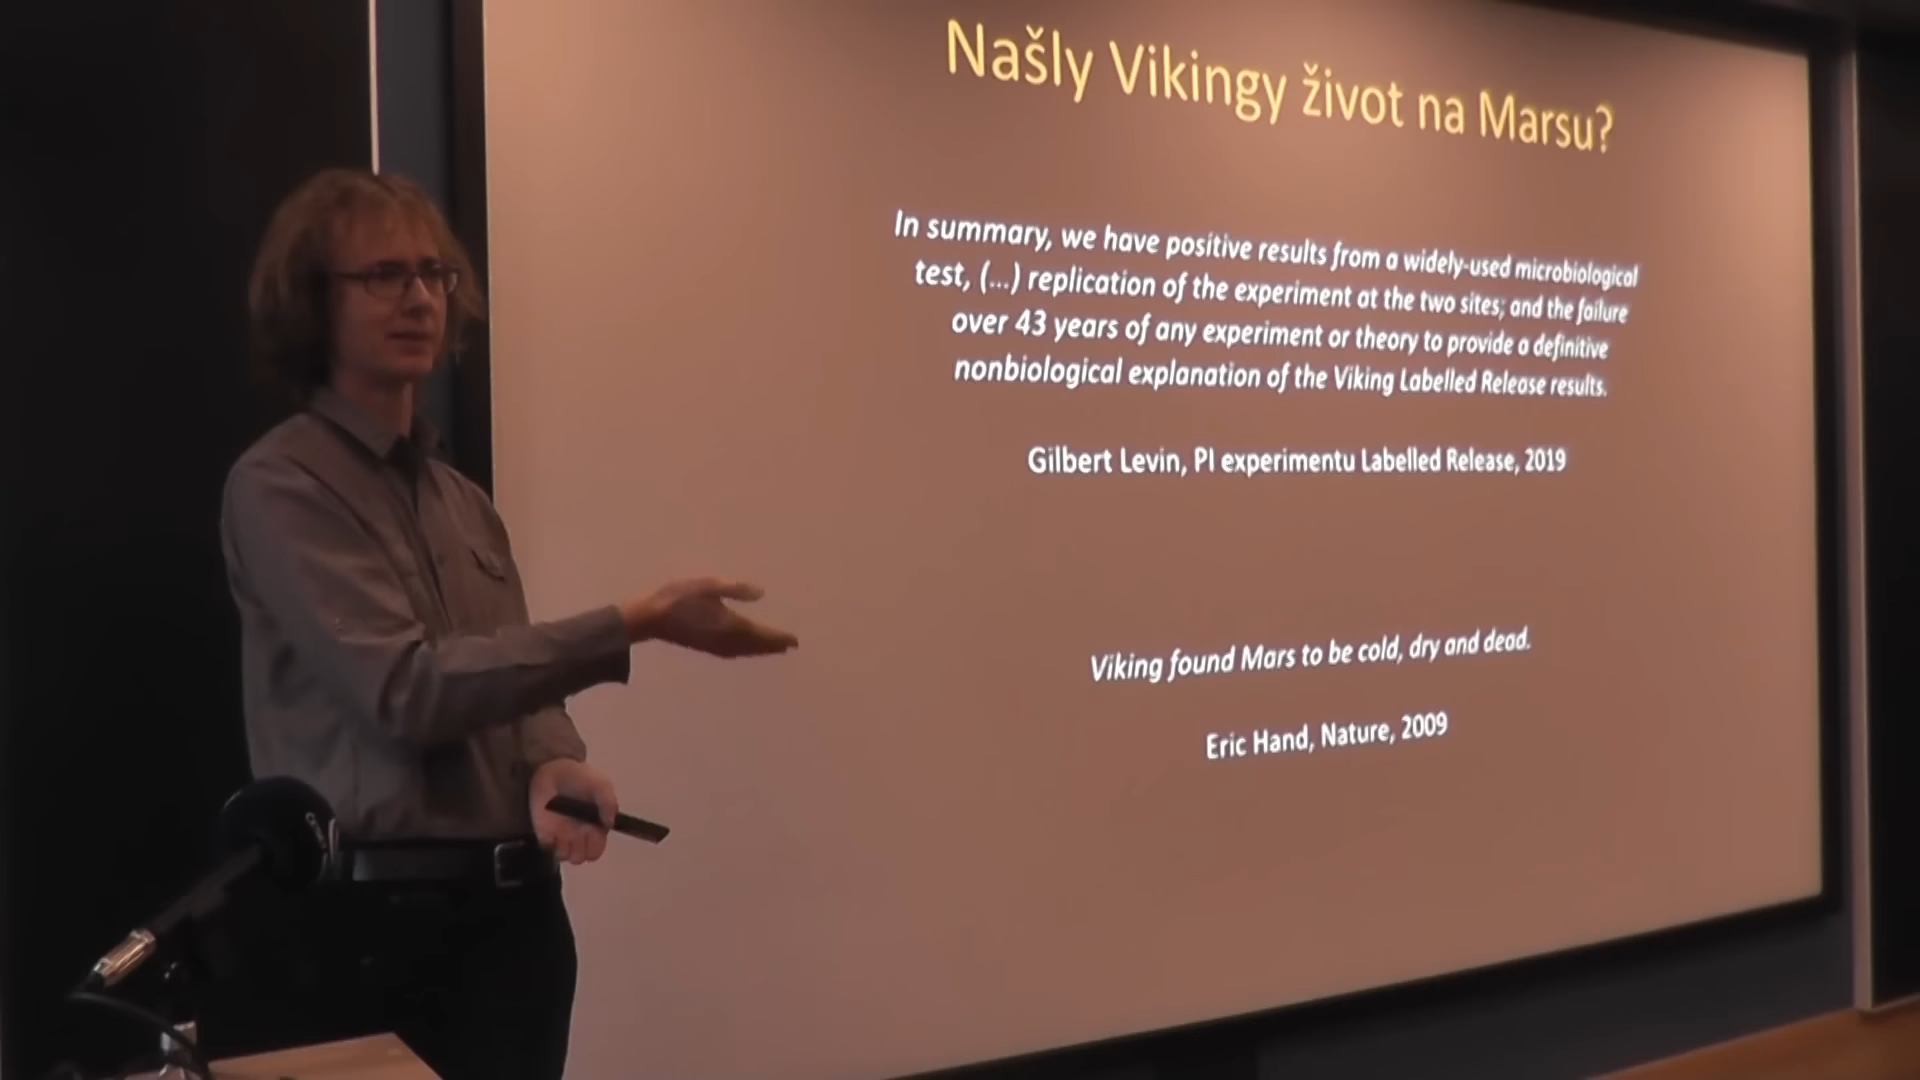 Našly Vikingy život na Marsu?
In summary, we have positive results from a widely-used microbiological
test, (...) replication of the experiment at the two sites; and the failure
over 43 years of any experiment or theory to provide a definitive
nonbiological explanation of the Viking Labelled Release results.
Gilbert Levin, PI experimentu Labelled Release, 2019
Viking found Mars to be cold, dry and dead.
Eric Hand, Nature, 2009